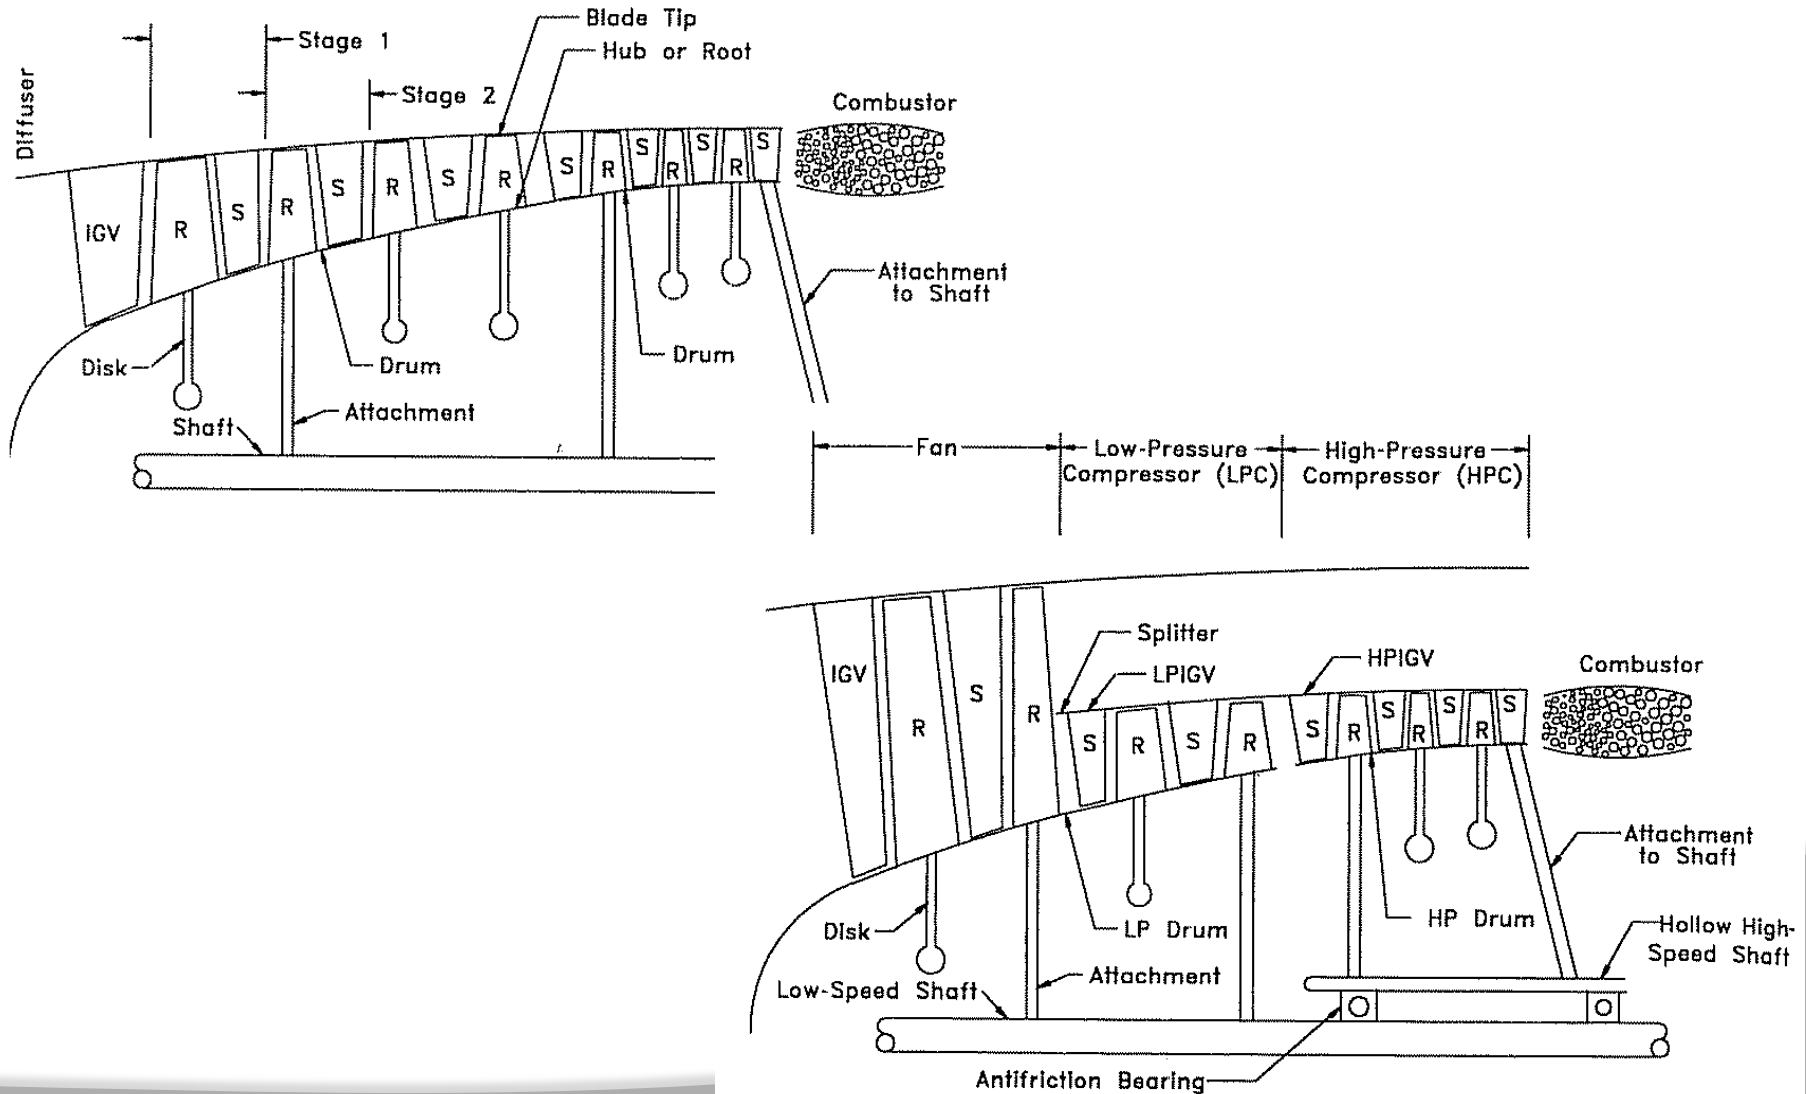 Diffuser
Stage 1
Stage 2
Blade Tip
Hub or Root
Combustor
IGV
R
S
R
S
R
S
R
S
R
S
R
S
R
S
Attachment
to Shaft
Disk
Drum
Drum
Attachment
Shaft
Fan
Low-Pressure
Compressor (LPC)
High-Pressure
Compressor (HPC)
Splitter
LPIGV
HPIGV
Combustor
IGV
R
S
R
S
R
S
R
S
R
S
R
S
R
S
Attachment
to Shaft
Disk
LP Drum
HP Drum
Hollow High-
Speed Shaft
Attachment
Low-Speed Shaft
Antifriction Bearing